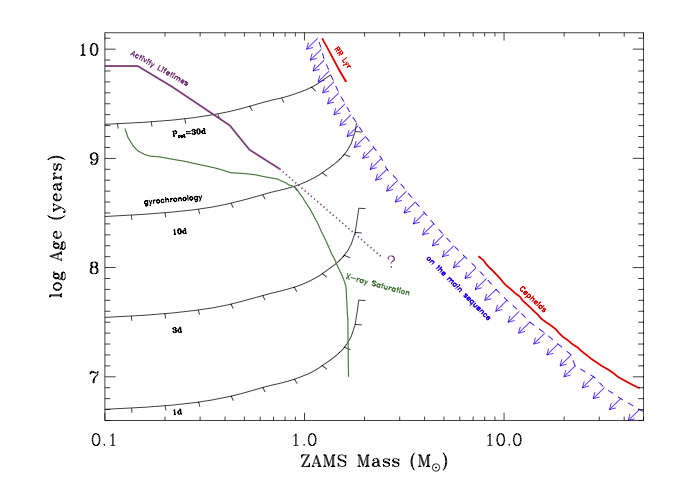 10
RR Lyr
Activity Lifetimes
Prot=30d
9
gyrochronology
10d
log Age (years)
?
8
on the main sequence
X-ray Saturation
Cepheids
3d
7
1d
0.1
1.0
10.0
ZAMS Mass (M⊙)